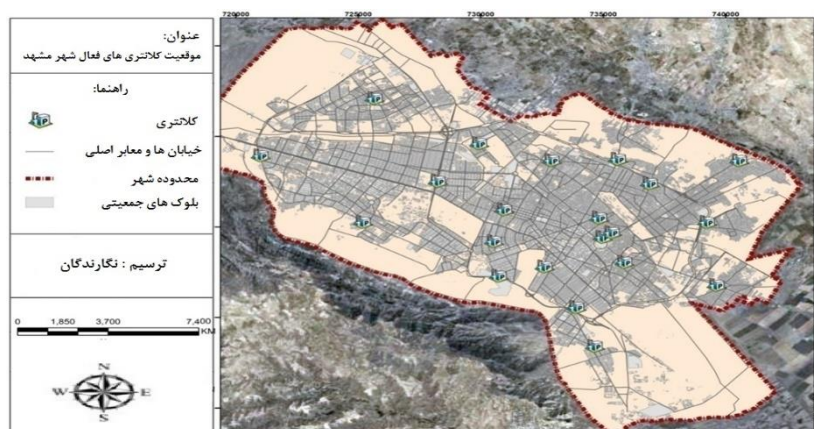 720000 725000 730000 735000 740000
عنوان:
موقعیت کلانتری های فعال شهر مشهد
راهنما:
کلانتری
خیابان ها و معابر اصلی
محدوده شهر
بلوک های جمعیتی
ترسیم : نگارندگان
0 1,850 3,700 7,400
KM
N
W E
S